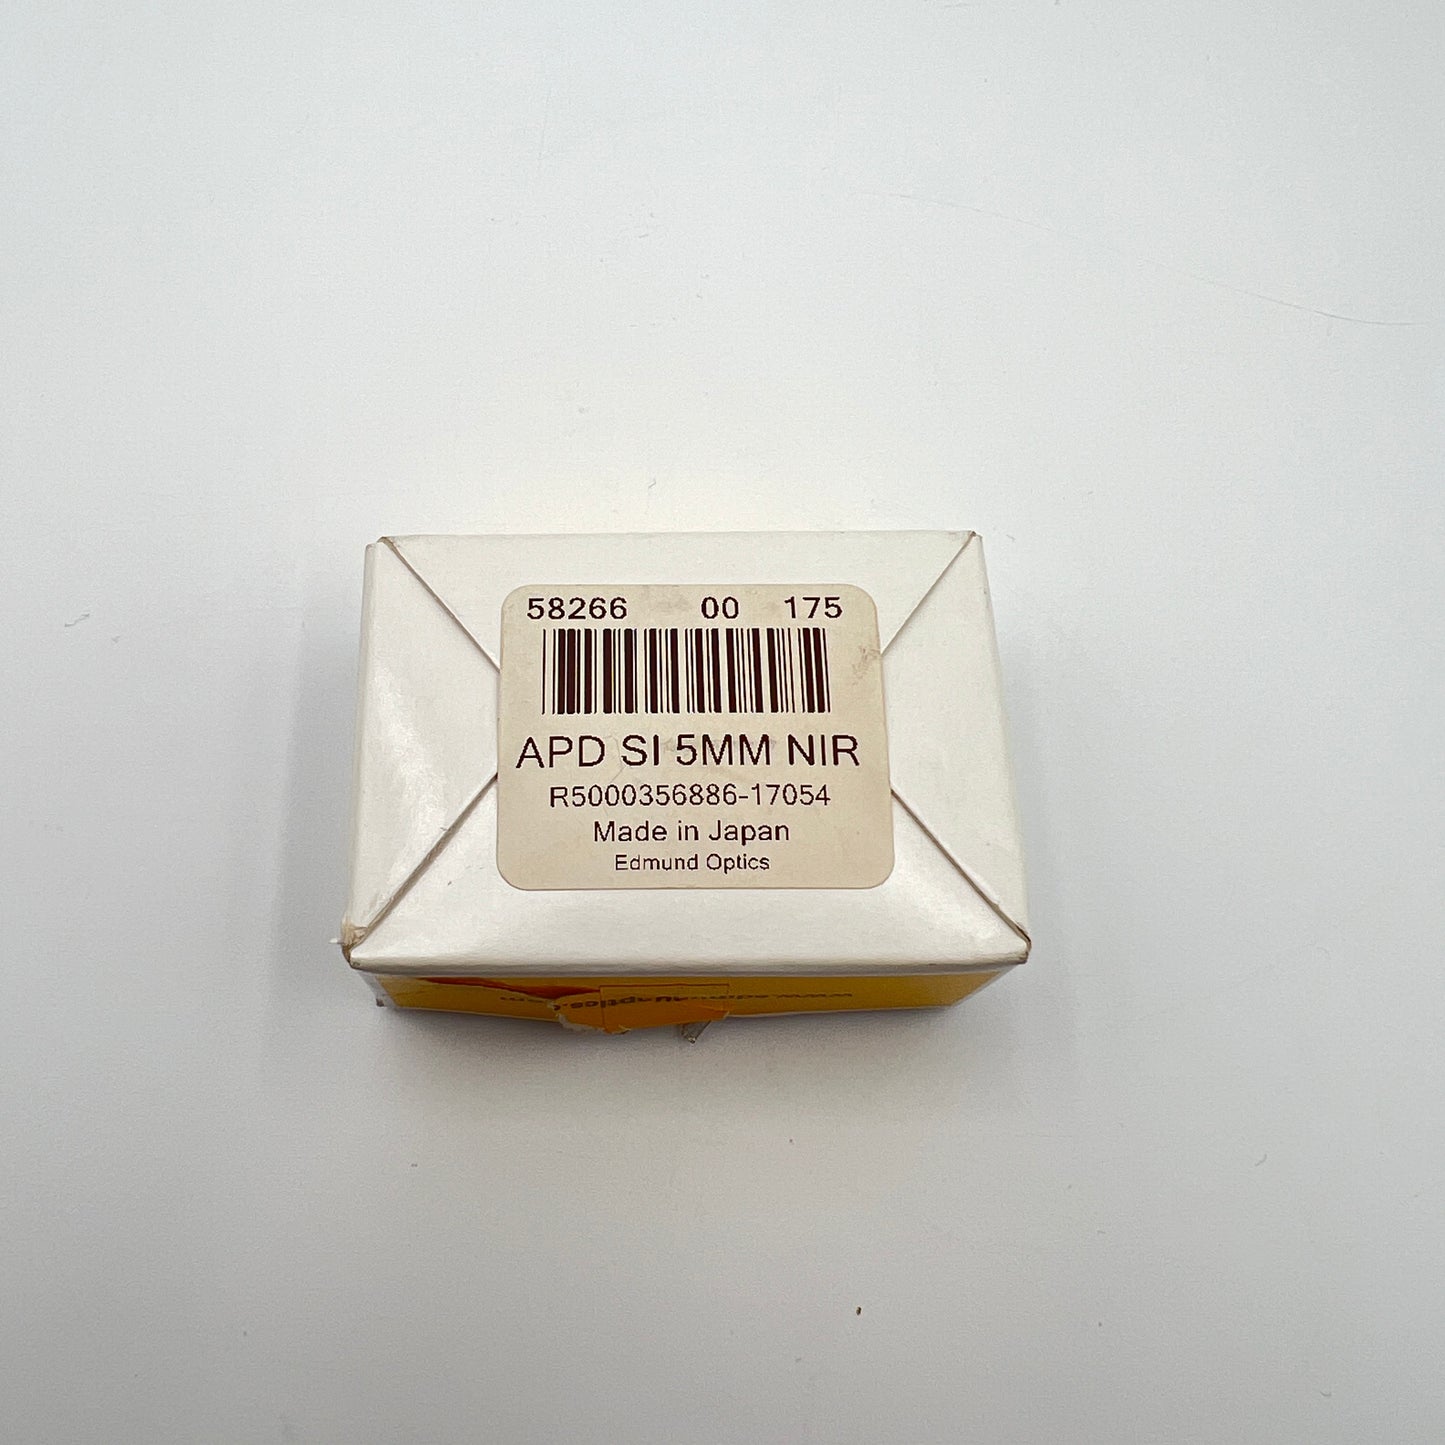 58266 00 175
APD SI 5MM NIR
R5000356886-17054
Made in Japan
Edmund Optics